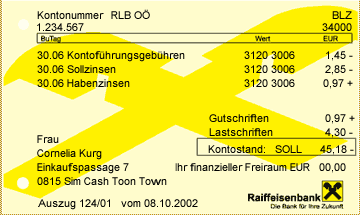 Kontonummer RLB OÖ BLZ
1.234.567 34000
BuTag Wert EUR
30.06 Kontoführungsgebühren 3120 3006 1,45 -
30.06 Sollzinsen 3120 3006 2,85 -
30.06 Habenzinsen 3120 3006 0,97 +
Gutschriften 0,97 +
Lastschriften 4,30 -
Kontostand: SOLL 45,18 -
Frau
Cornelia Kurg
Einkaufspassage 7 Ihr finanzieller Freiraum EUR 00,00
0815 Sim Cash Toon Town
Auszug 124/01 vom 08.10.2002
Raiffeisenbank
Die Bank für Ihre Zukunft